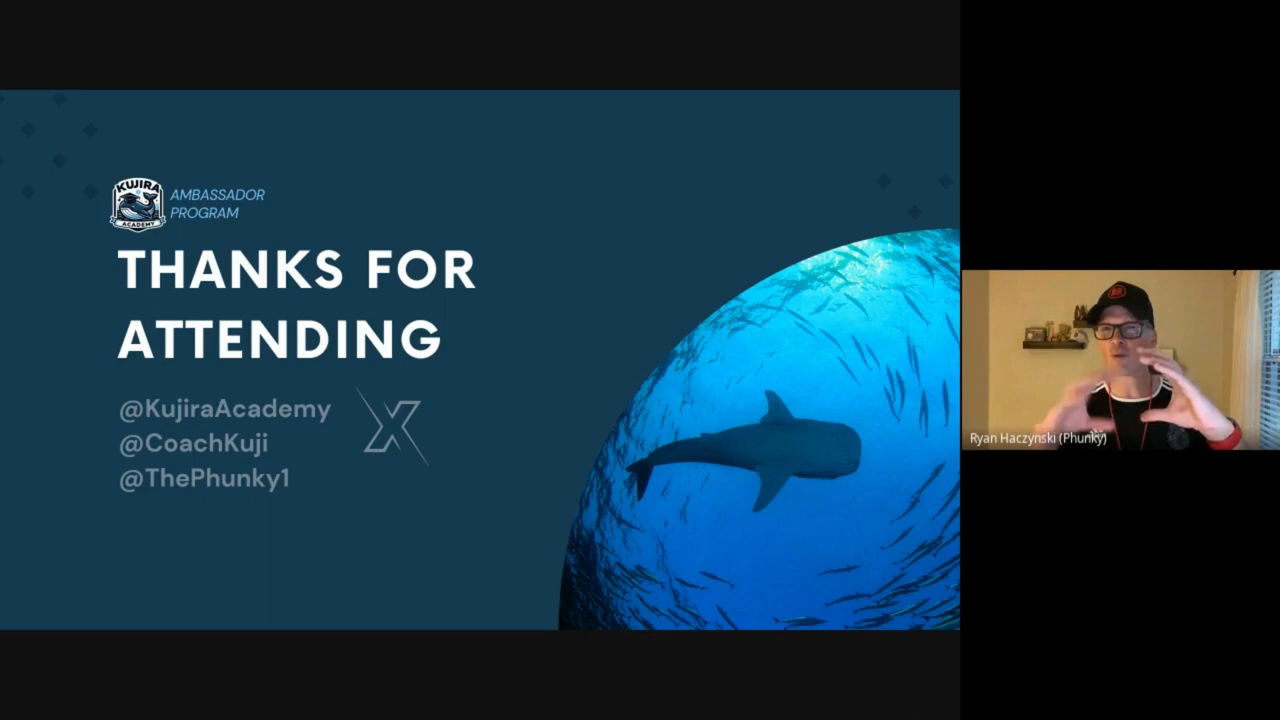 KUJIRA
ACADEMY
AMBASSADOR
PROGRAM
THANKS FOR
ATTENDING
@KujiraAcademy
@CoachKuji
@ThePhunky1
X
Ryan Haczynski (Phunky)